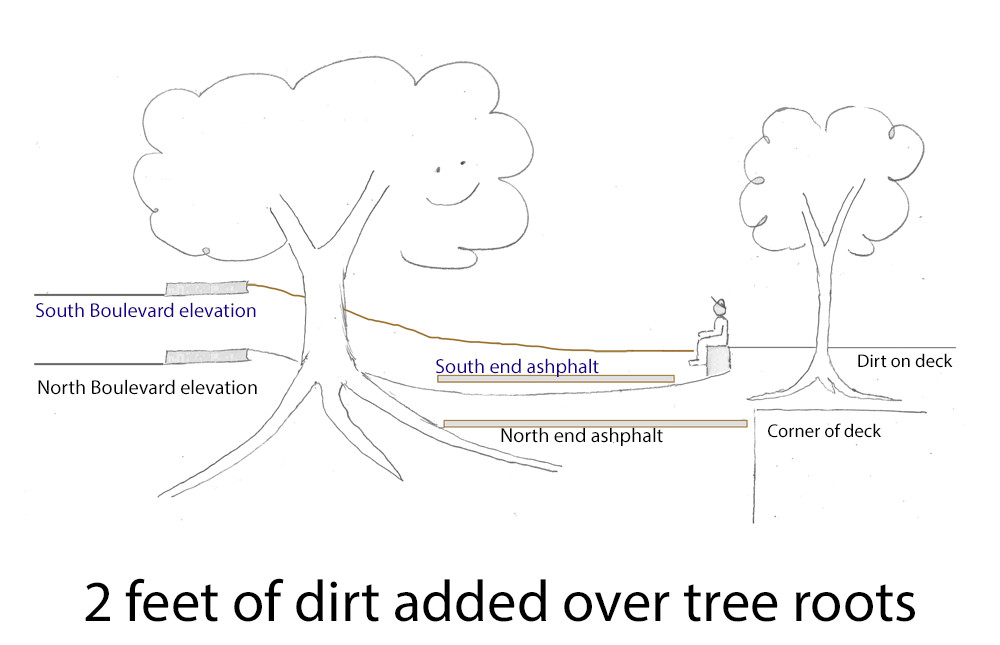 South Boulevard elevation
South end ashphalt
Dirt on deck
North Boulevard elevation
North end ashphalt
Corner of deck
2 feet of dirt added over tree roots